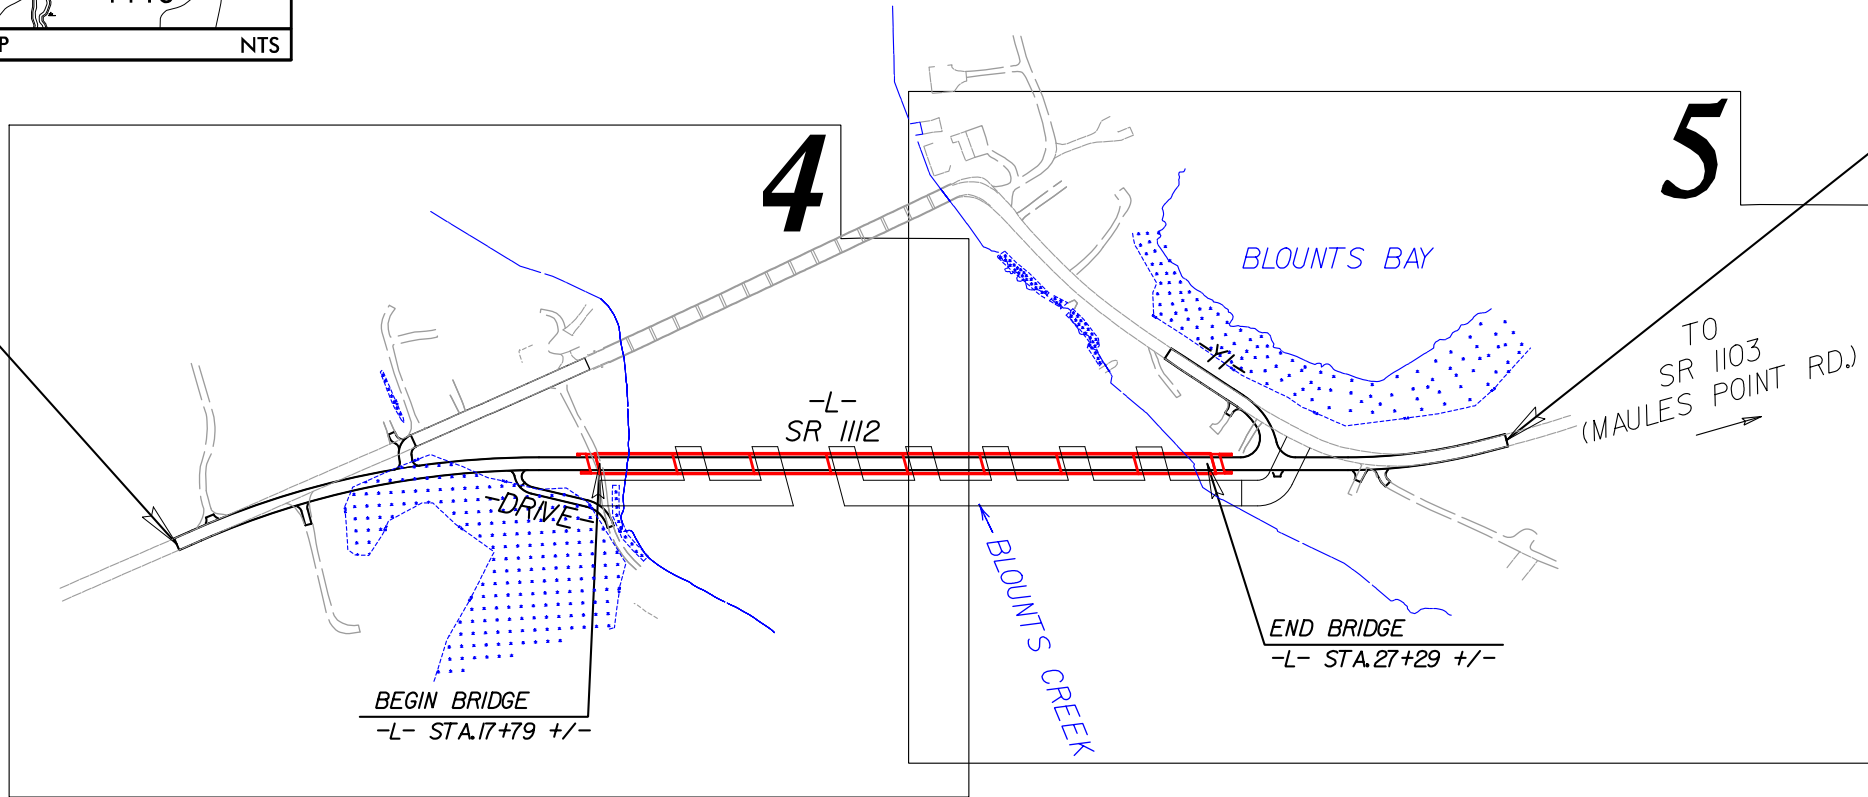 NTS
4
5
BLOUNTS BAY
TO
SR 1103
(MAULES POINT RD.)
-Y1-
-L-
SR 1112
-DRIVE-
BLOUNTS CREEK
END BRIDGE
-L- STA.27+29 +/-
BEGIN BRIDGE
-L- STA.17+79 +/-